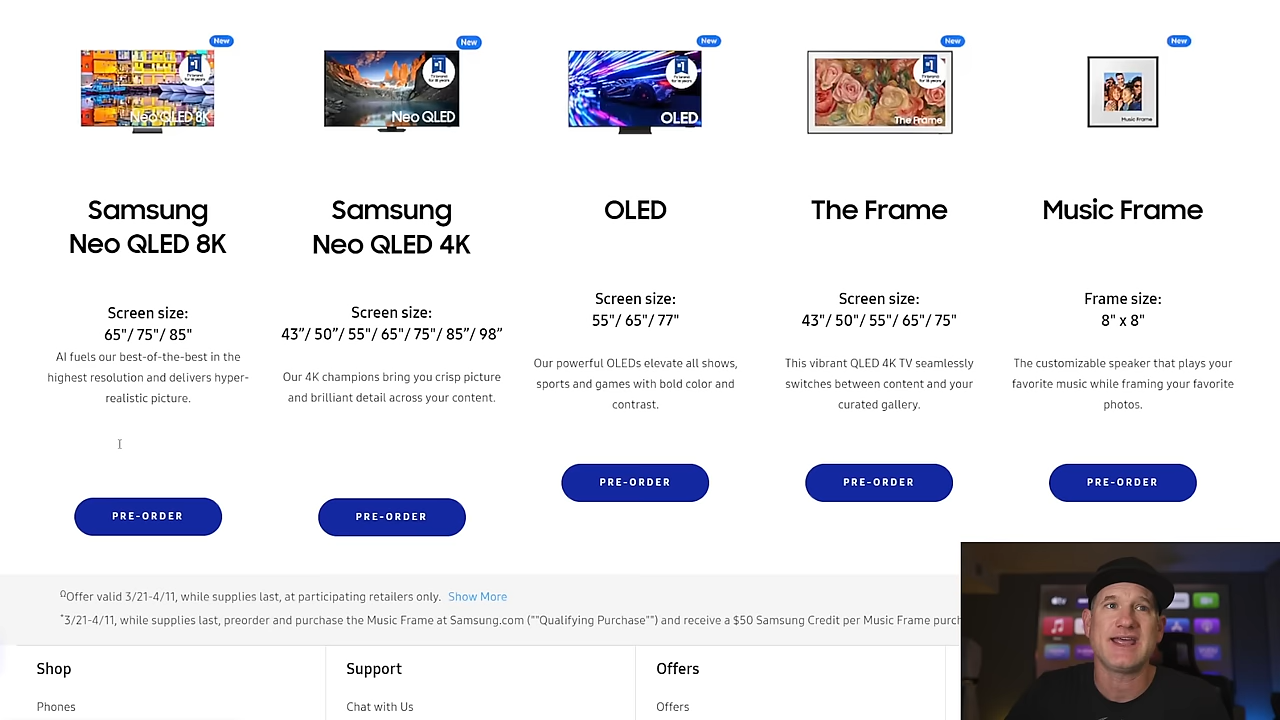 New
New
New
New
New
Neo QLED 8K
Neo QLED
OLED
The Frame
Music Frame
Samsung
Neo QLED 8K
Samsung
Neo QLED 4K
OLED
The Frame
Music Frame
Screen size:
65"/ 75"/ 85"
Screen size:
43”/ 50”/ 55"/ 65"/ 75"/ 85”/ 98”
Screen size:
55"/ 65"/ 77"
Screen size:
43"/ 50"/ 55"/ 65"/ 75"
Frame size:
8" x 8"
AI fuels our best-of-the-best in the
highest resolution and delivers hyper-
realistic picture.
Our 4K champions bring you crisp picture
and brilliant detail across your content.
Our powerful OLEDs elevate all shows,
sports and games with bold color and
contrast.
This vibrant QLED 4K TV seamlessly
switches between content and your
curated gallery.
The customizable speaker that plays your
favorite music while framing your favorite
photos.
PRE-ORDER
PRE-ORDER
PRE-ORDER
PRE-ORDER
PRE-ORDER
ΩOffer valid 3/21-4/11, while supplies last, at participating retailers only. Show More
*3/21-4/11, while supplies last, preorder and purchase the Music Frame at Samsung.com (""Qualifying Purchase"") and receive a $50 Samsung Credit per Music Frame purch
Shop
Support
Offers
Phones
Chat with Us
Offers